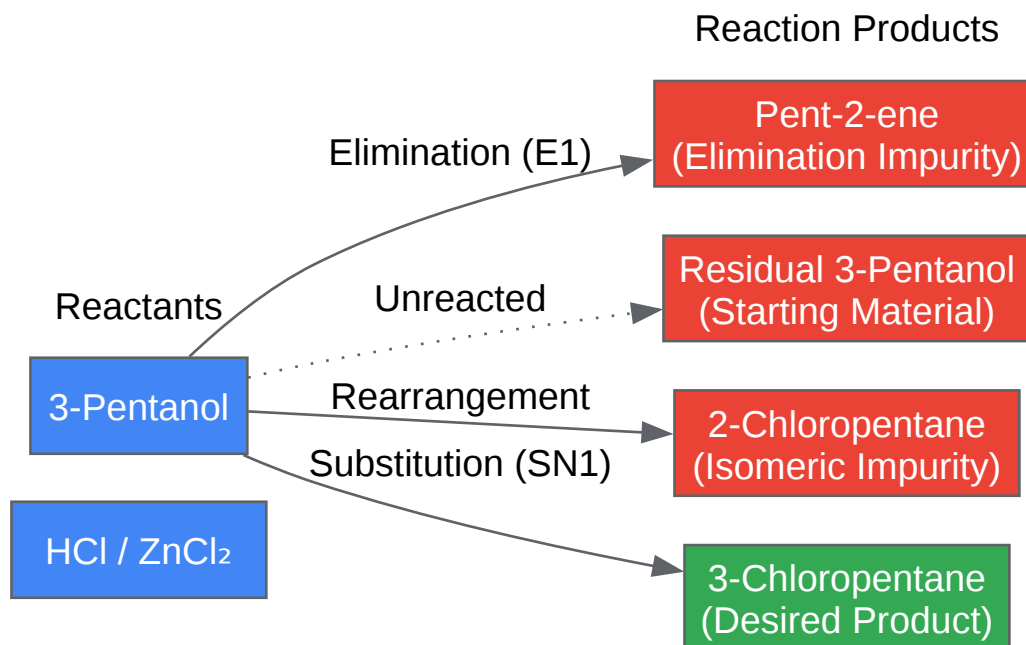 Reaction Products
Pent-2-ene
(Elimination Impurity)
Elimination (E1)
Residual 3-Pentanol
(Starting Material)
Unreacted
Reactants
3-Pentanol
Rearrangement
2-Chloropentane
(Isomeric Impurity)
Substitution (SN1)
HCl / ZnCl₂
3-Chloropentane
(Desired Product)